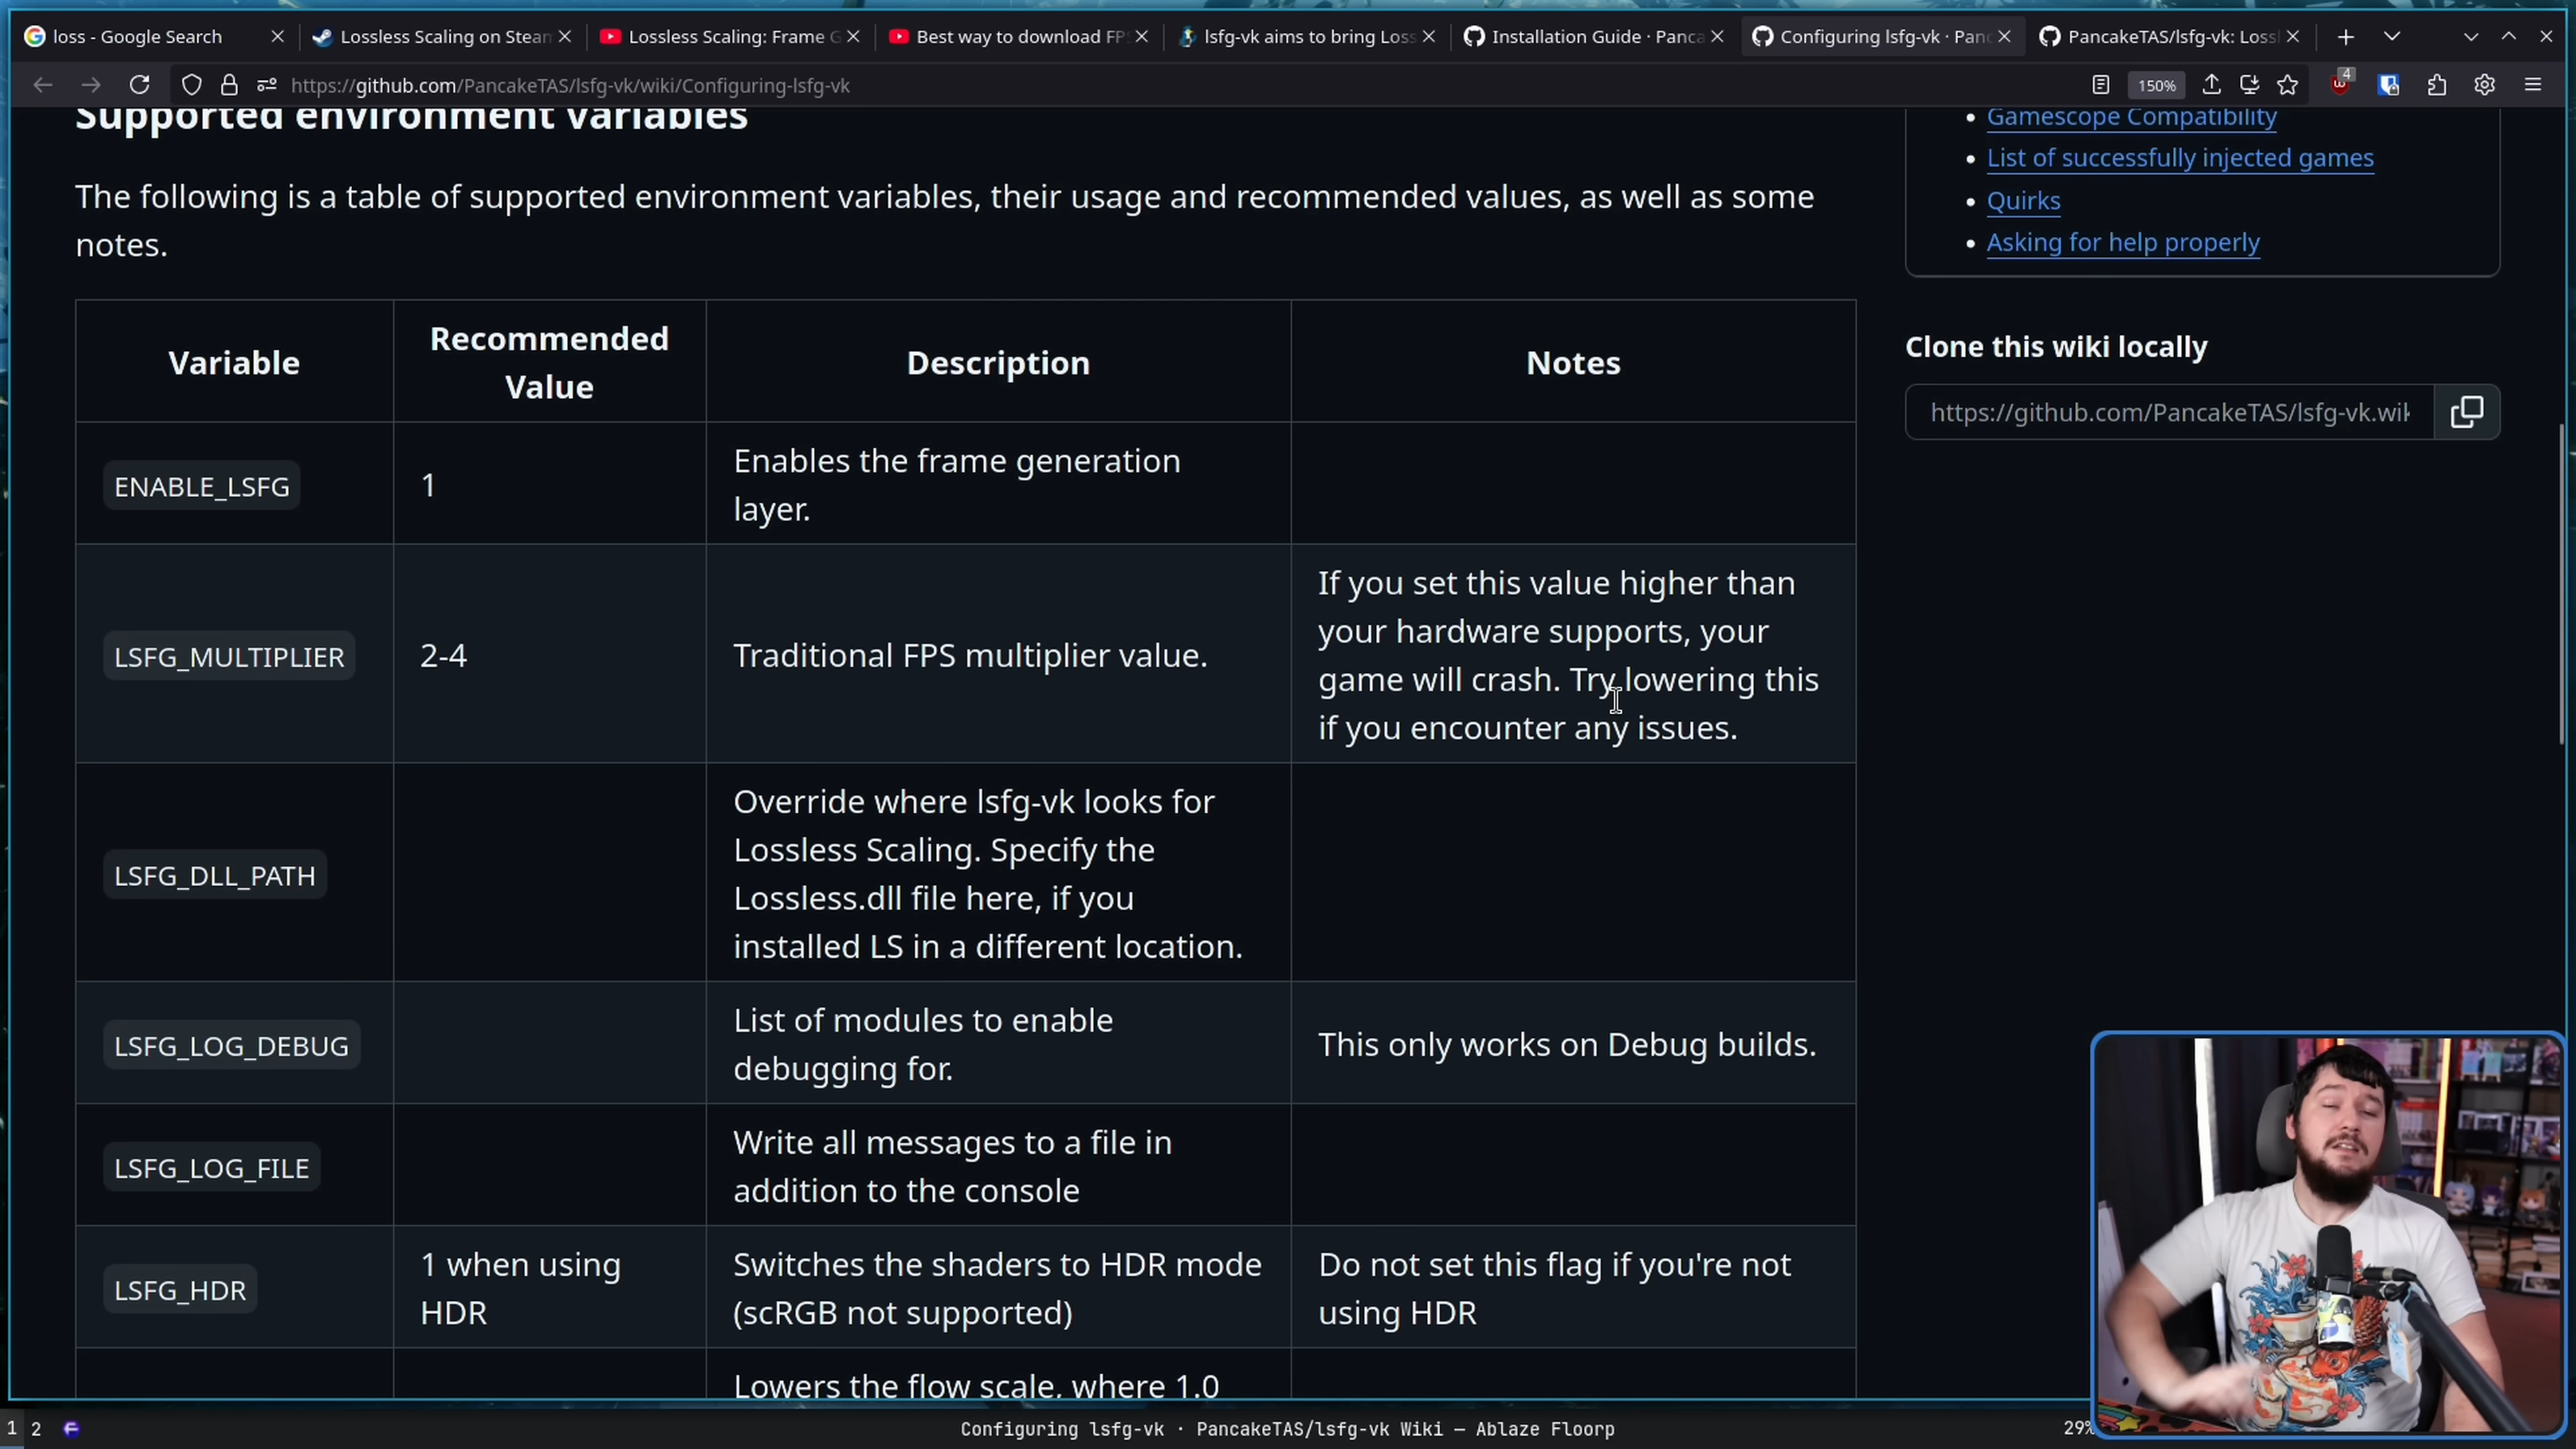 loss - Google Search
Lossless Scaling on Steam
Lossless Scaling: Frame G
Best way to download FPS
lsfg-vk aims to bring Loss
Installation Guide · Panca
Configuring lsfg-vk · Panc
PancakeTAS/lsfg-vk: Lossl
https://github.com/PancakeTAS/lsfg-vk/wiki/Configuring-lsfg-vk
150%
4
Supported environment variables
The following is a table of supported environment variables, their usage and recommended values, as well as some
notes.
Variable
Recommended
Value
Description
Notes
ENABLE_LSFG
1
Enables the frame generation
layer.
LSFG_MULTIPLIER
2-4
Traditional FPS multiplier value.
If you set this value higher than
your hardware supports, your
game will crash. Try lowering this
if you encounter any issues.
LSFG_DLL_PATH
Override where lsfg-vk looks for
Lossless Scaling. Specify the
Lossless.dll file here, if you
installed LS in a different location.
LSFG_LOG_DEBUG
List of modules to enable
debugging for.
This only works on Debug builds.
LSFG_LOG_FILE
Write all messages to a file in
addition to the console
LSFG_HDR
1 when using
HDR
Switches the shaders to HDR mode
(scRGB not supported)
Do not set this flag if you're not
using HDR
Lowers the flow scale, where 1.0
Gamescope Compatibility
List of successfully injected games
Quirks
Asking for help properly
Clone this wiki locally
https://github.com/PancakeTAS/lsfg-vk.wik
1 2
Configuring lsfg-vk · PancakeTAS/lsfg-vk Wiki — Ablaze Floorp
29%